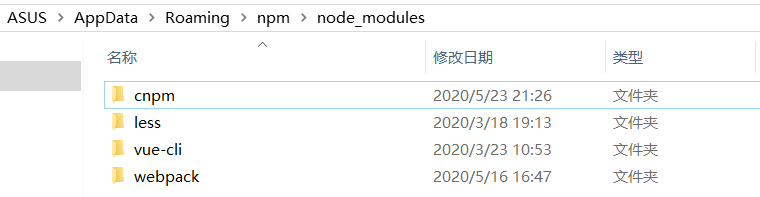 ASUS > AppData > Roaming > npm > node_modules
名称 修改日期 类型
cnpm 2020/5/23 21:26 文件夹
less 2020/3/18 19:13 文件夹
vue-cli 2020/3/23 10:53 文件夹
webpack 2020/5/16 16:47 文件夹